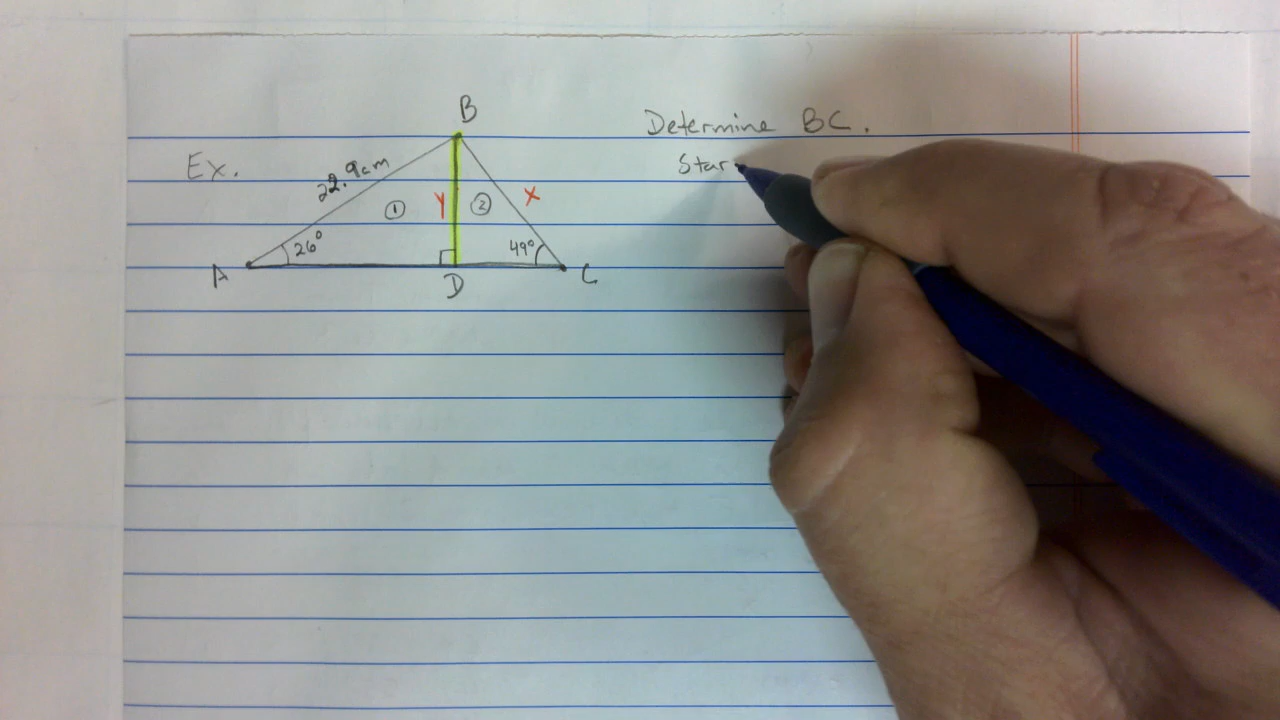 B
Determine BC.
Ex.
22.9cm
Star
① y ② x
26°
49°
A
D
C